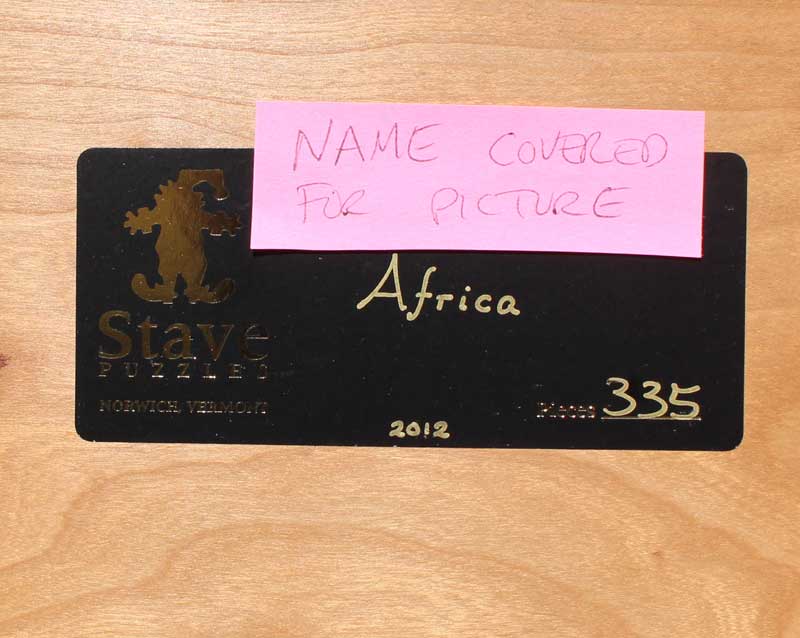 NAME COVERED
FOR PICTURE
Africa
Stave
PUZZLES
NORWICH, VERMONT
Pieces 335
2012